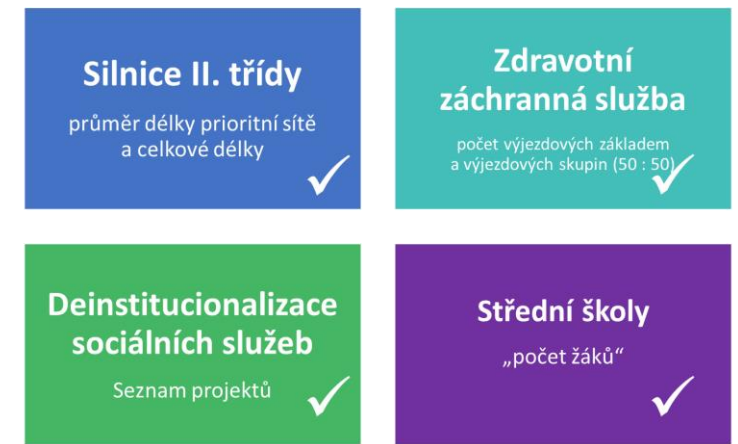 Silnice II. třídy
průměr délky prioritní sítě
a celkové délky
Zdravotní
záchranná služba
počet výjezdových základem
a výjezdových skupin (50 : 50)
Deinstitucionalizace
sociálních služeb
Seznam projektů
Střední školy
„počet žáků“